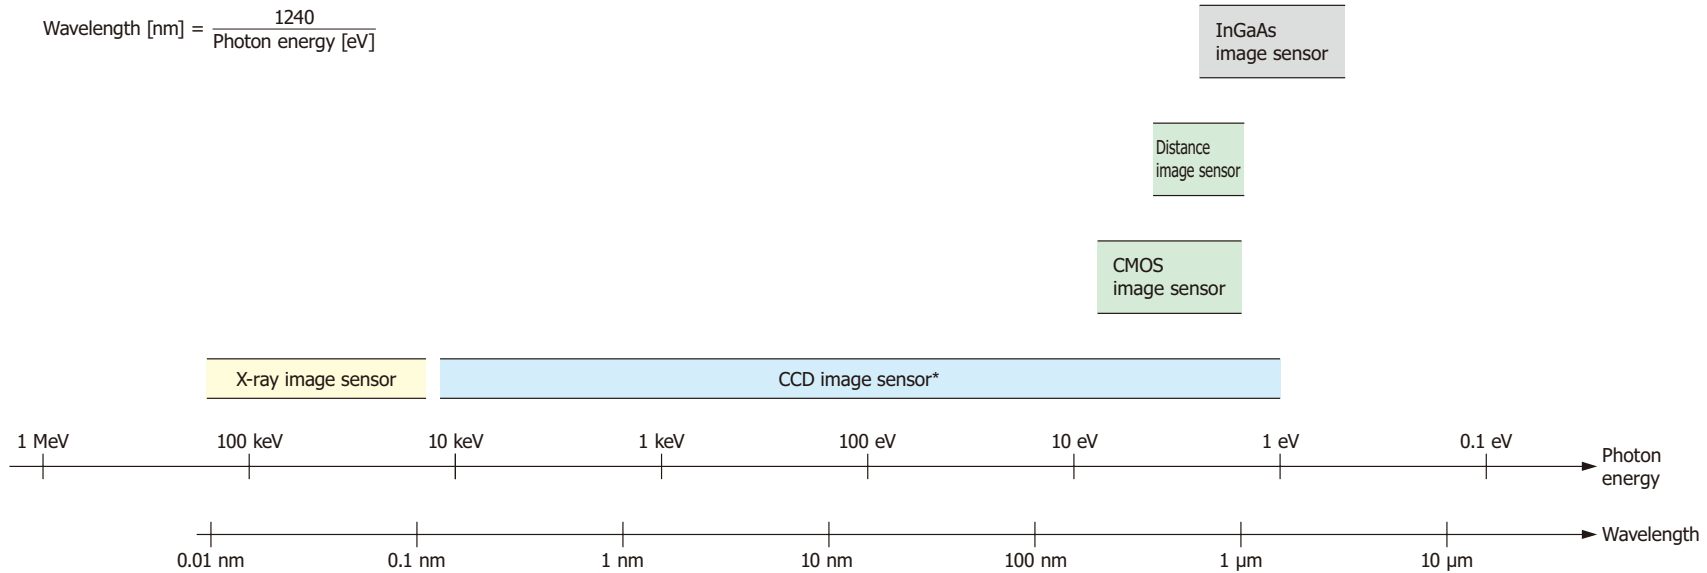 Wavelength [nm] = 1240
Photon energy [eV]
InGaAs
image sensor
Distance
image sensor
CMOS
image sensor
X-ray image sensor
CCD image sensor*
1 MeV
100 keV
10 keV
1 keV
100 eV
10 eV
1 eV
0.1 eV
Photon
energy
Wavelength
0.01 nm
0.1 nm
1 nm
10 nm
100 nm
1 μm
10 μm